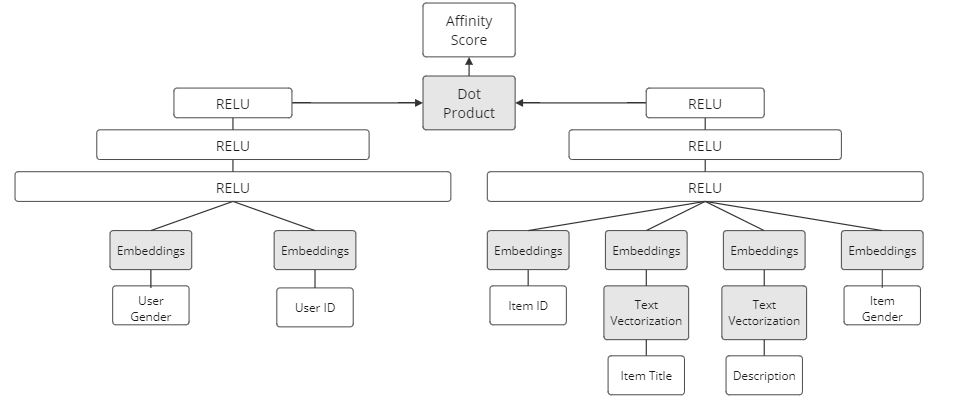 Affinity
Score
Dot
Product
RELU
RELU
RELU
RELU
RELU
RELU
Embeddings
Embeddings
Embeddings
Embeddings
Embeddings
Embeddings
User
Gender
User ID
Item ID
Text
Vectorization
Text
Vectorization
Item
Gender
Item Title
Description